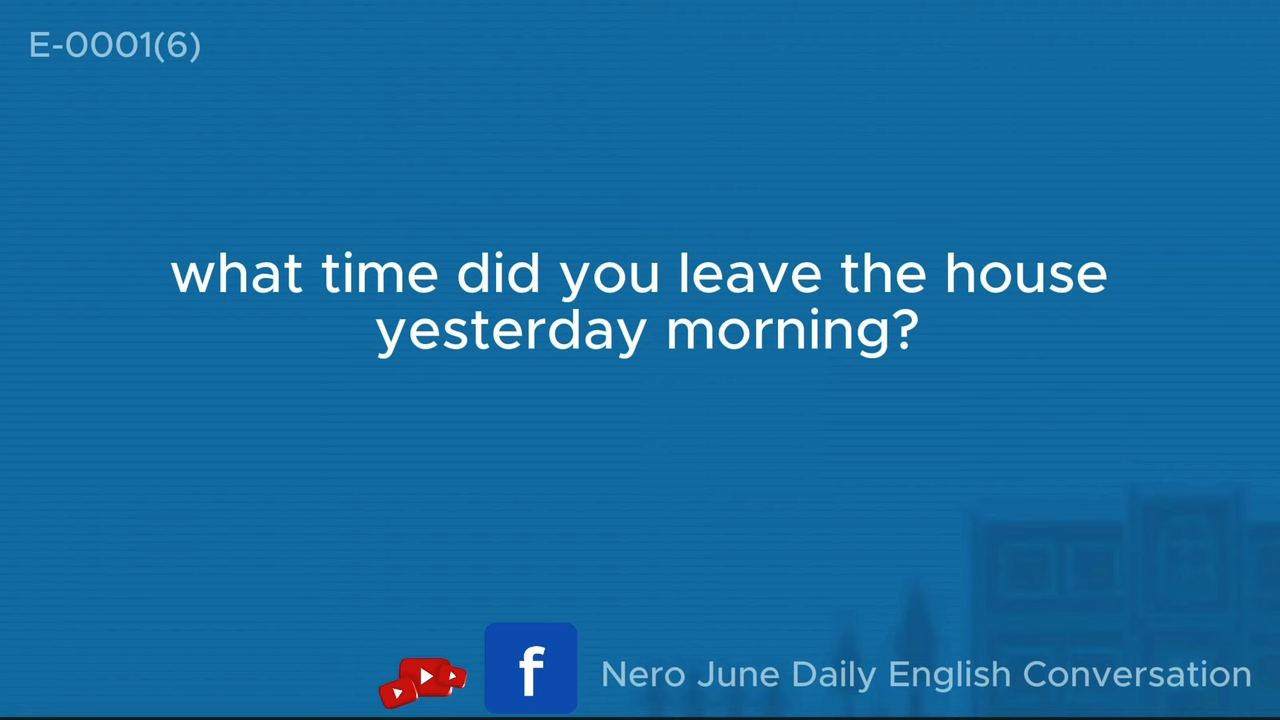 E-0001(6)
what time did you leave the house
yesterday morning?
f
Nero June Daily English Conversation